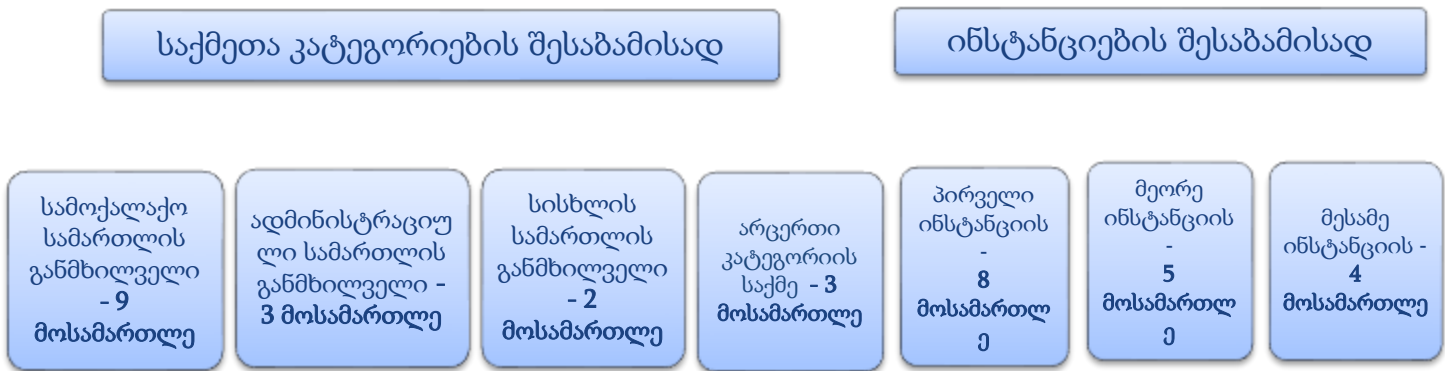 საქმეთა კატეგორიების შესაბამისად
ინსტანციების შესაბამისად
სამოქალაქო
სამართლის
განმხილველი
- 9
მოსამართლე
ადმინისტრაციუ
ლი სამართლის
განმხილველი -
3 მოსამართლე
სისხლის
სამართლის
განმხილველი
- 2
მოსამართლე
არცერთი
კატეგორიის
საქმე - 3
მოსამართლე
პირველი
ინსტანციის
-
8
მოსამართლ
ე
მეორე
ინსტანციის
-
5
მოსამართლ
ე
მესამე
ინსტანციის -
4
მოსამართლე